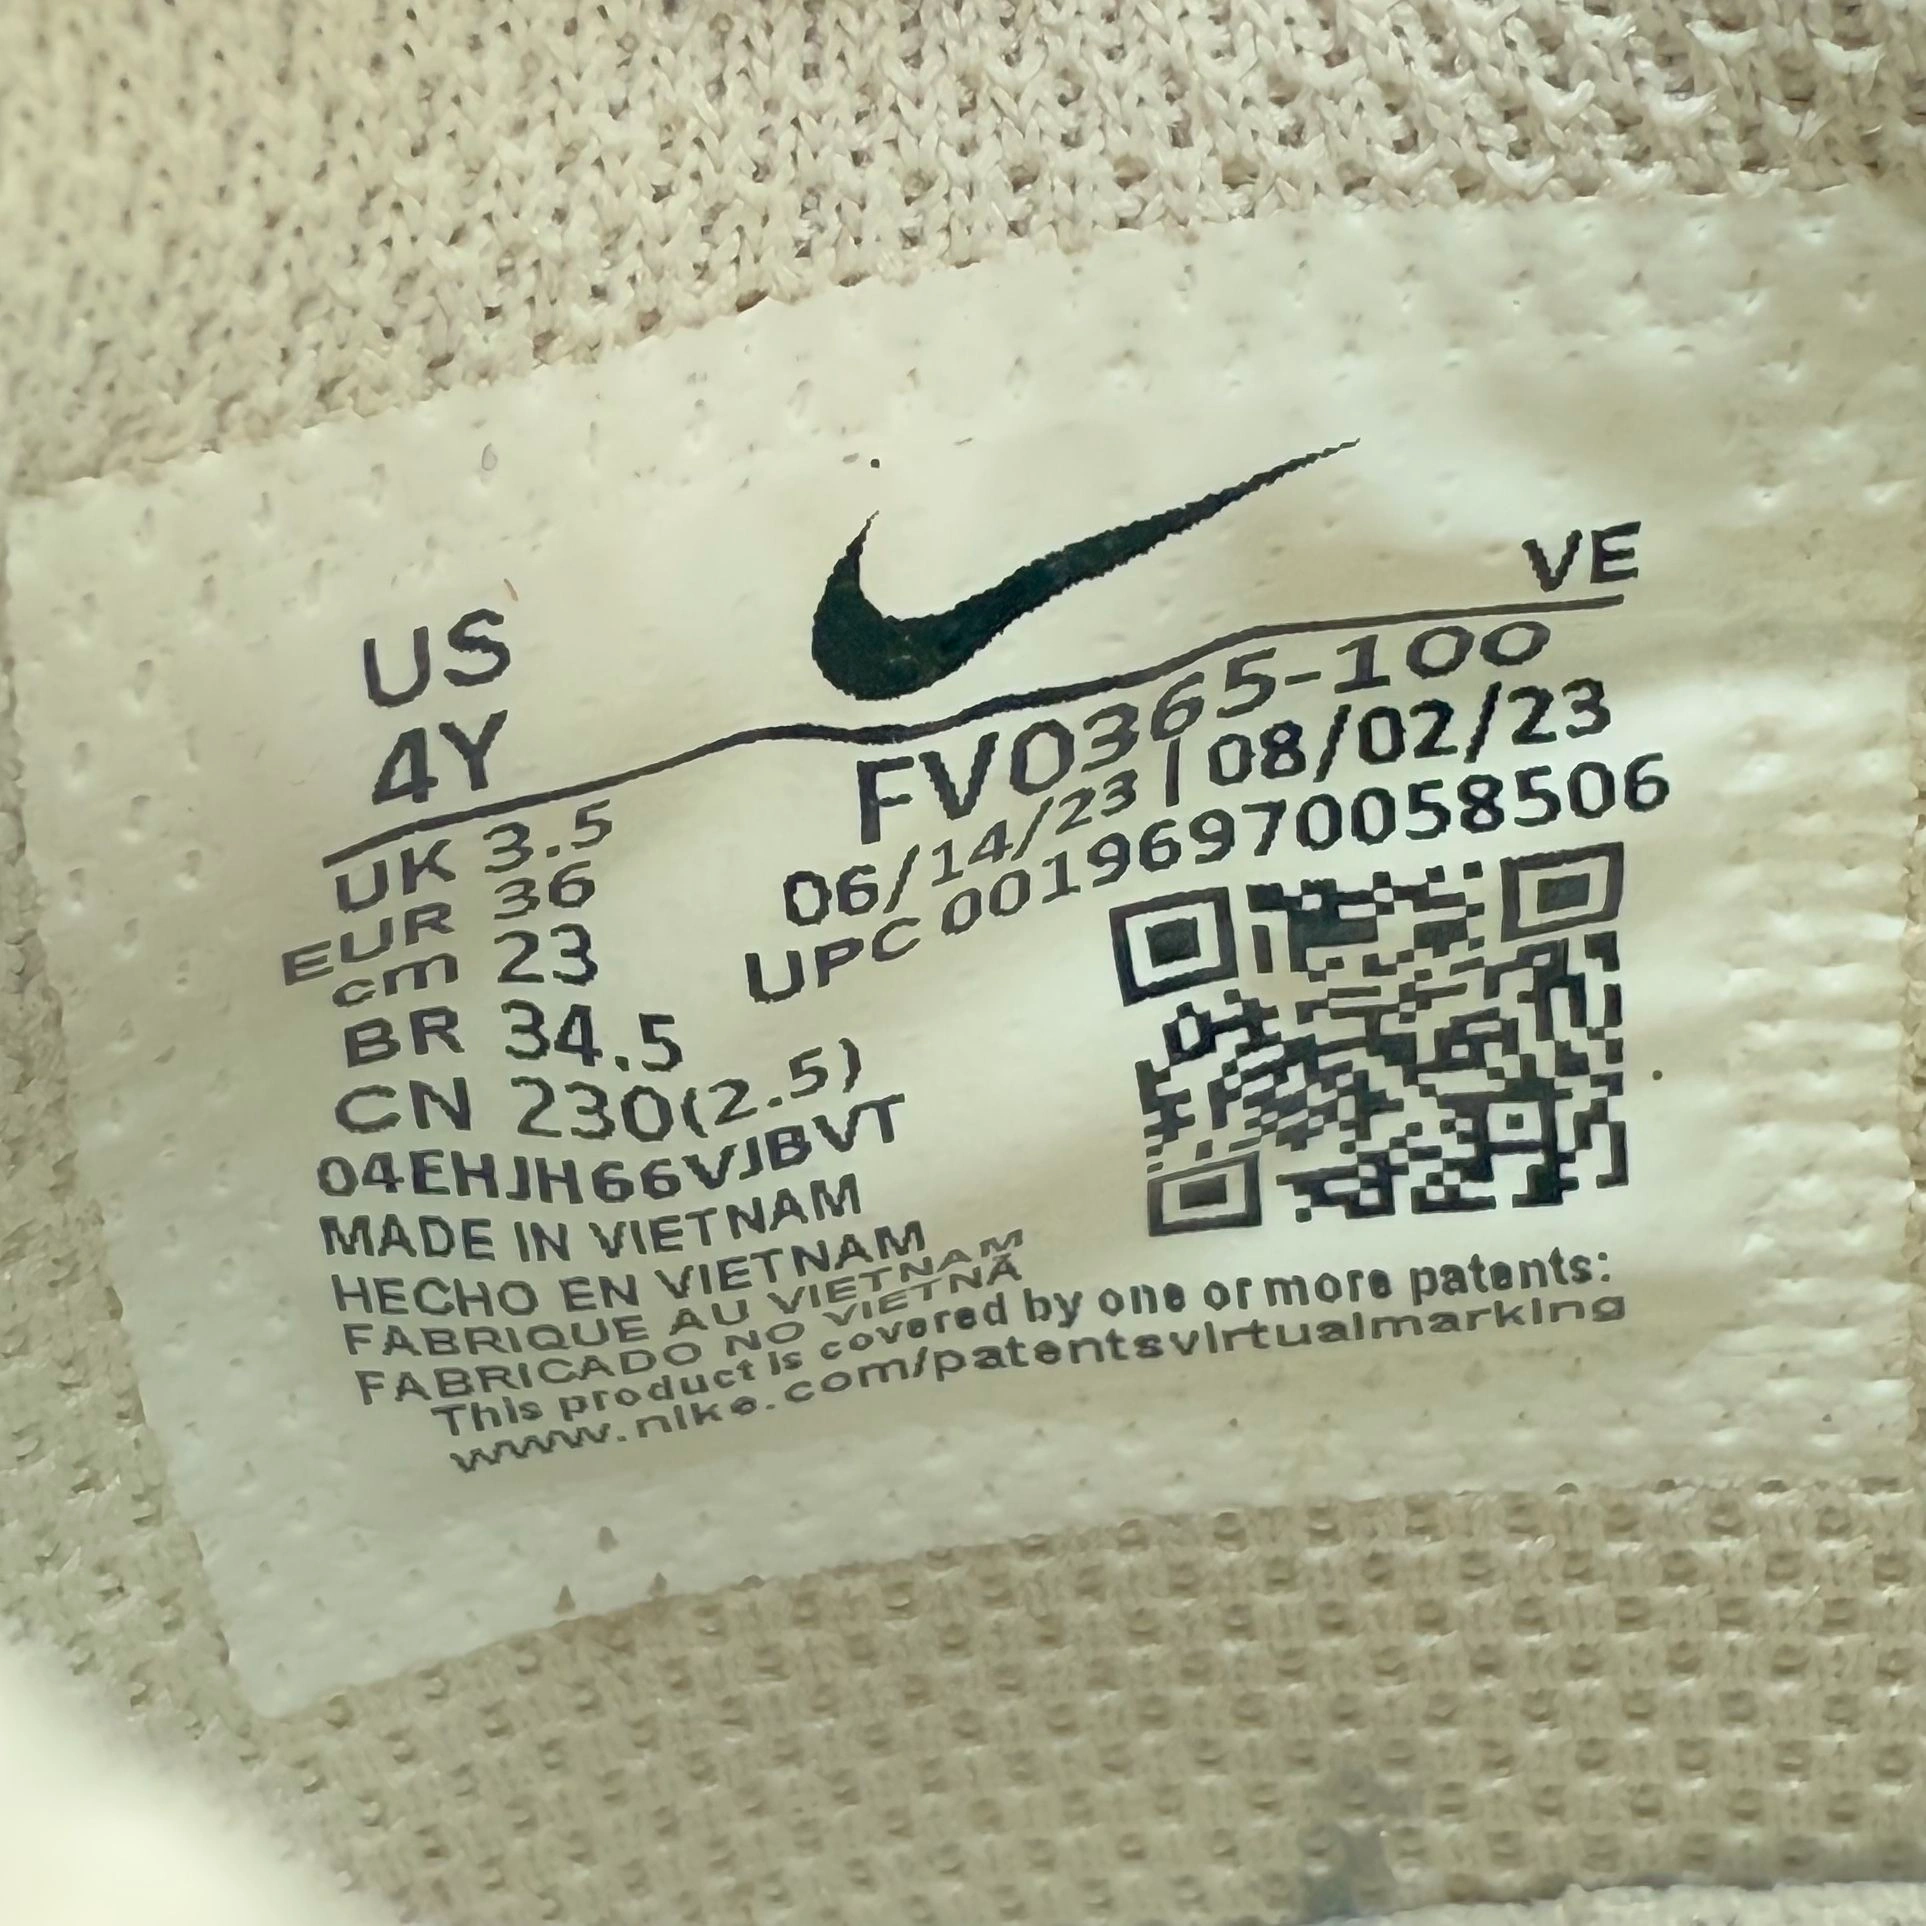 US
4Y
VE
UK 3.5
EUR 36
cm 23
BR 34.5
CN 230(2.5)
FV0365-100
06/14/23 | 08/02/23
UPC 00196970058506
04EHJH66VJBVT
MADE IN VIETNAM
HECHO EN VIETNAM
FABRIQUE AU VIETNAM
FABRICADO NO VIETNÃ
This product is covered by one or more patents:
www.nike.com/patentsvirtualmarking